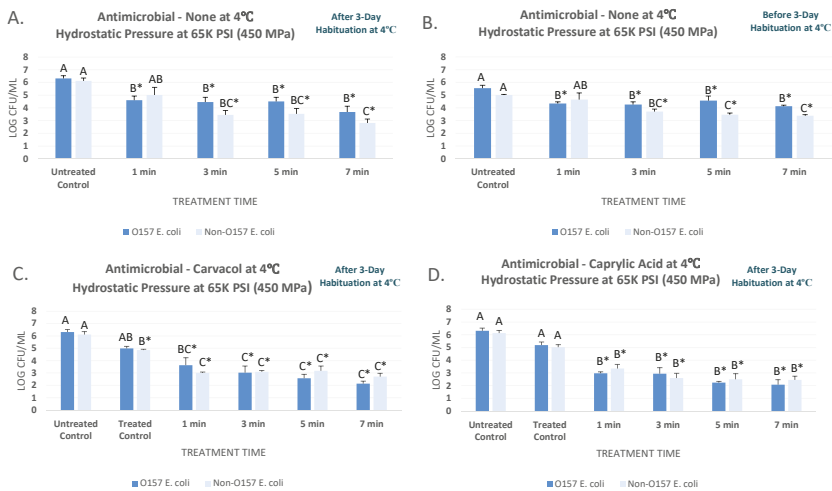 A.
Antimicrobial - None at 4℃
Hydrostatic Pressure at 65K PSI (450 MPa)
After 3-Day
Habituation at 4℃
LOG CFU/ML
8
7
6
5
4
3
2
1
0
A A
B* AB
B* BC*
B* BC*
B* C*
Untreated Control
1 min
3 min
5 min
7 min
TREATMENT TIME
O157 E. coli
Non-O157 E. coli
B.
Antimicrobial - None at 4℃
Hydrostatic Pressure at 65K PSI (450 MPa)
Before 3-Day
Habituation at 4℃
LOG CFU/ML
8
7
6
5
4
3
2
1
0
A A
B* AB
B* BC*
B* C*
B* C*
Untreated Control
1 min
3 min
5 min
7 min
TREATMENT TIME
O157 E. coli
Non-O157 E. coli
C.
Antimicrobial - Carvacol at 4℃
Hydrostatic Pressure at 65K PSI (450 MPa)
After 3-Day
Habituation at 4℃
LOG CFU/ML
8
7
6
5
4
3
2
1
0
A A
AB B*
BC* C*
C* C*
C* C*
C* C*
Untreated Control
Treated Control
1 min
3 min
5 min
7 min
TREATMENT TIME
O157 E. coli
Non-O157 E. coli
D.
Antimicrobial - Caprylic Acid at 4℃
Hydrostatic Pressure at 65K PSI (450 MPa)
After 3-Day
Habituation at 4℃
LOG CFU/ML
8
7
6
5
4
3
2
1
0
A A
A A
B* B*
B* B*
B* B*
B* B*
Untreated Control
Treated Control
1 min
3 min
5 min
7 min
TREATMENT TIME
O157 E. coli
Non-O157 E. coli